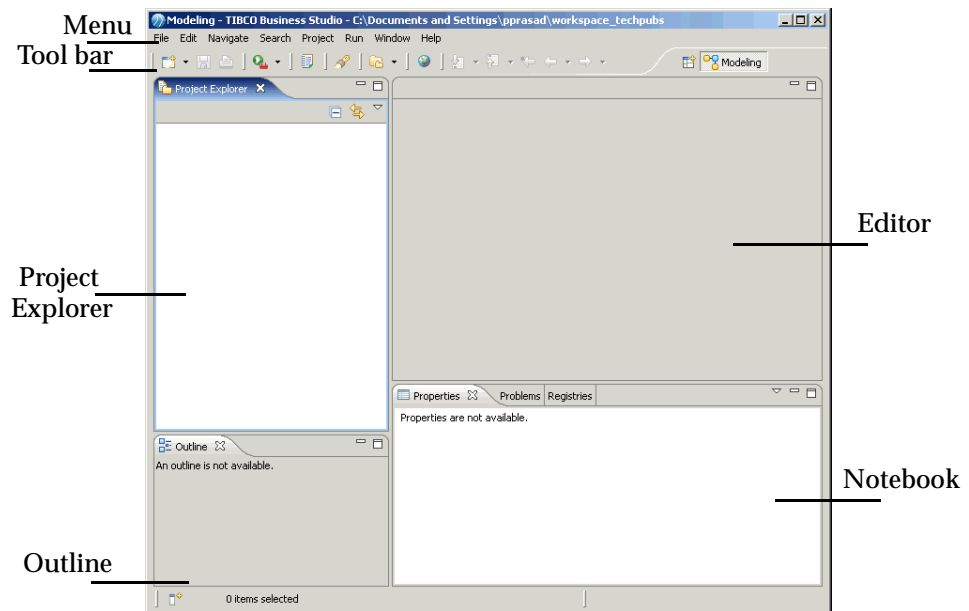 Modeling - TIBCO Business Studio - C:\Documents and Settings\pprasad\workspace_techpubs
Menu
File Edit Navigate Search Project Run Window Help
Tool bar
Modeling
Project Explorer
Editor
Project
Explorer
Properties Problems Registries
Properties are not available.
Outline
An outline is not available.
Notebook
Outline
0 items selected